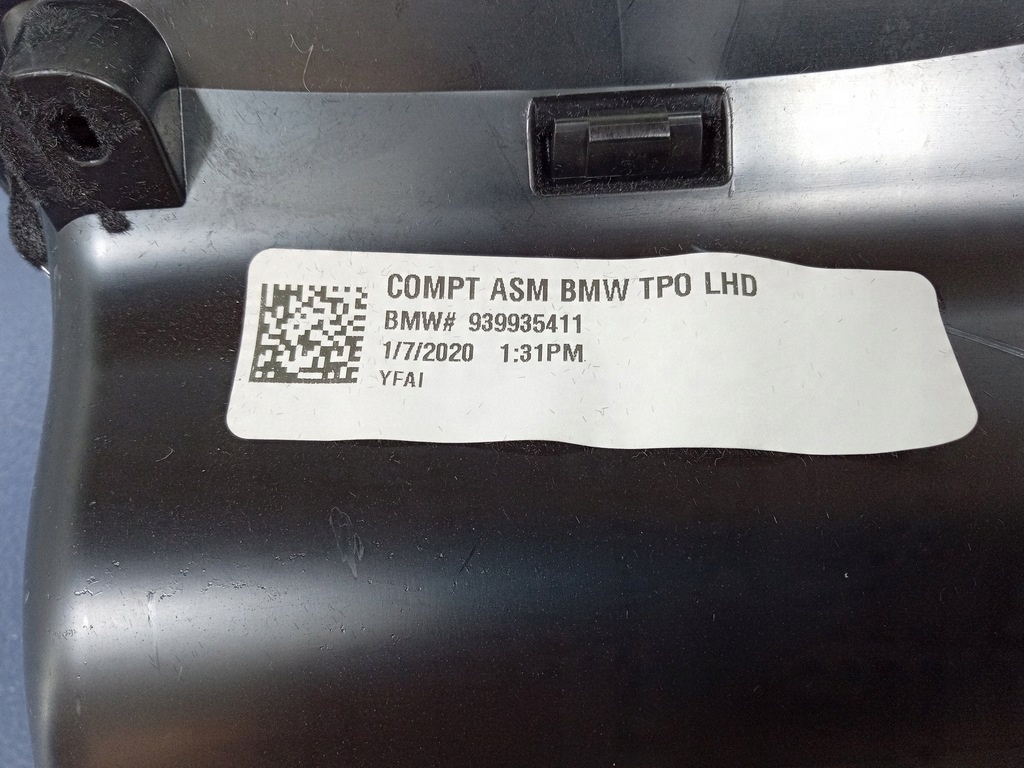 COMPT ASM BMW TPO LHD
BMW# 939935411
1/7/2020 1:31PM
YFAI